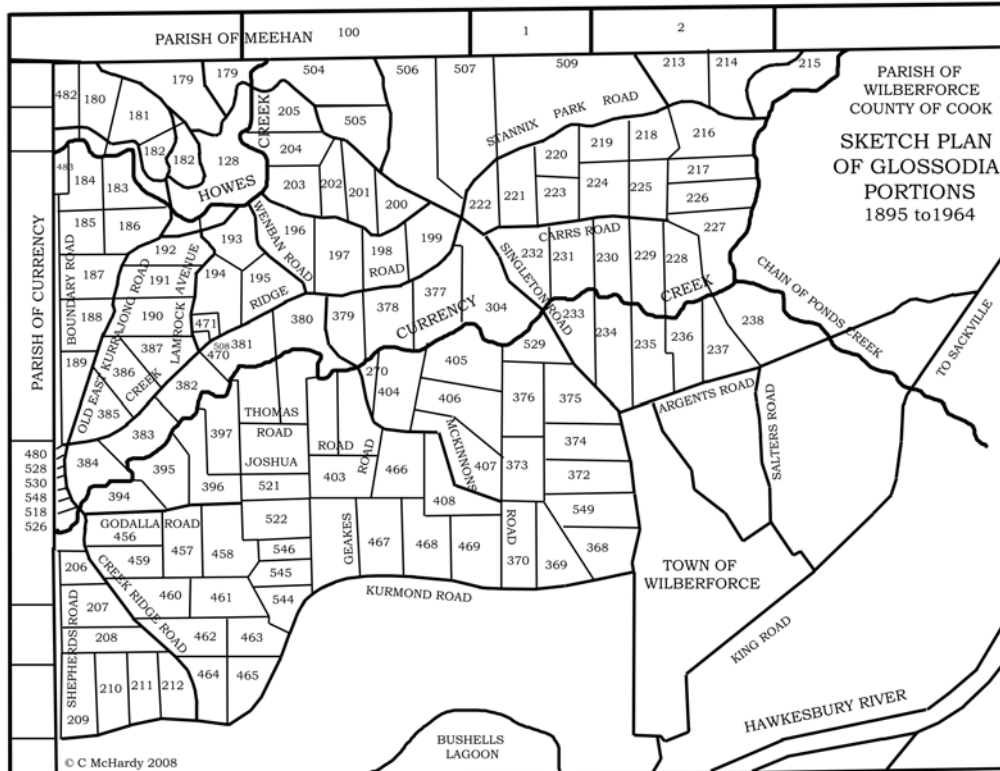 PARISH OF MEEHAN 100 1 2
PARISH OF
WILBERFORCE
COUNTY OF COOK
SKETCH PLAN
OF GLOSSODIA
PORTIONS
1895 to1964
179 179 504 506 507 509 213 214 215
482 180 181 205 505 STANNIX PARK ROAD
182 182 128 CREEK 204 220 219 218 216
483 184 183 HOWES 203 202 201 200 222 221 223 224 225 217 226
185 186 WENBAN ROAD 196 197 198 199 CARRS ROAD 227
192 193 194 195 RIDGE ROAD SINGLETON ROAD 232 231 230 229 228
PARISH OF CURRENCY
BOUNDARY ROAD
OLD EAST KURRAJONG ROAD
LAMROCK AVENUE
187 191 CREEK CHAIN OF PONDS CREEK
188 190 471 380 379 378 377 CURRENCY 304 233 234 235 236 237 238
189 387 508 381 470 529 TO SACKVILLE
386 CREEK 382 270 404 405 406 376 375 ARGENTS ROAD
385 383 397 THOMAS
ROAD ROAD ROAD MCKINNONS 374 SALTERS ROAD
480 384 395 JOSHUA 403 466 407 373 372
528
530
548
518
526
394 396 521 408 549
GODALLA ROAD 522 GEAKES ROAD
456 457 458 546 467 468 469 370 369 368
206 459 545 TOWN OF
WILBERFORCE
CREEK RIDGE ROAD 460 461 544 KURMOND ROAD
SHEPHERDS ROAD 207
208 462 463 KING ROAD
209 210 211 212 464 465
HAWKESBURY RIVER
BUSHELLS
LAGOON
© C McHardy 2008